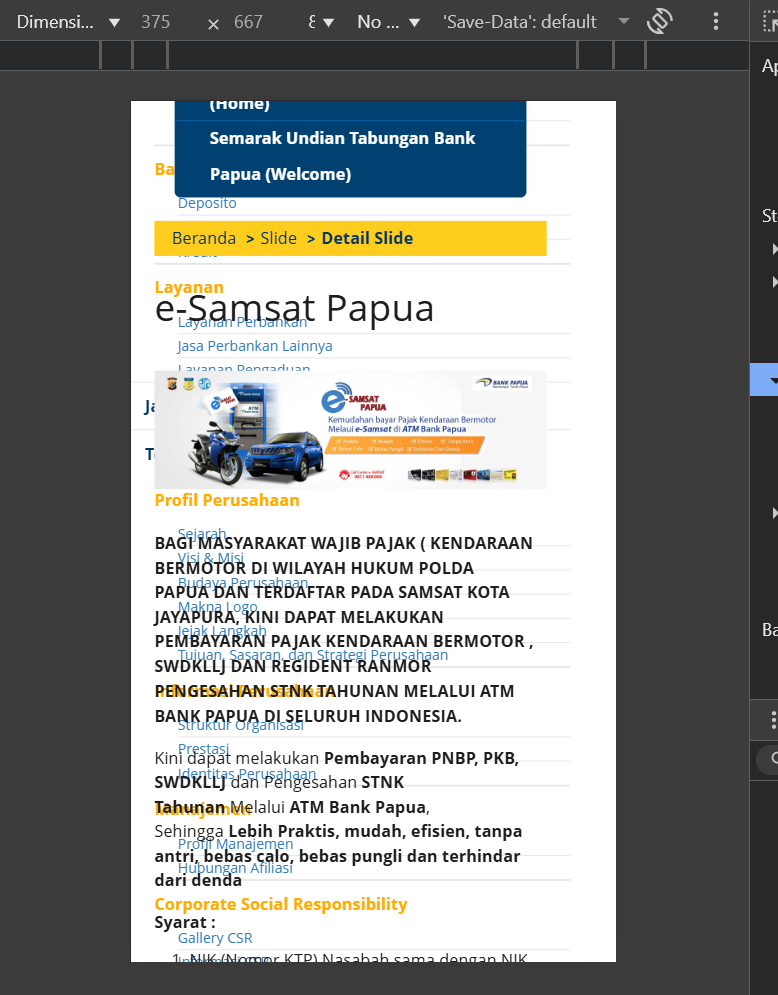 Dimensi... 375 × 667 8 No ... 'Save-Data': default
Ap
(Home)
Semarak Undian Tabungan Bank
Papua (Welcome)
Ba
Deposito
St
Beranda > Slide > Detail Slide
Kredit
Layanan
e-Samsat Papua
Layanan Perbankan
Jasa Perbankan Lainnya
Layanan Pengaduan
BANK PAPUA
e-SAMSAT
PAPUA
Kemudahan bayar Pajak Kendaraan Bermotor
Melaui e-Samsat di ATM Bank Papua
Ja
Te
Profil Perusahaan
Sejarah
BAGI MASYARAKAT WAJIB PAJAK ( KENDARAAN
Visi & Misi
BERMOTOR DI WILAYAH HUKUM POLDA
Budaya Perusahaan
PAPUA DAN TERDAFTAR PADA SAMSAT KOTA
Makna Logo
JAYAPURA, KINI DAPAT MELAKUKAN
Jejak Langkah
PEMBAYARAN PAJAK KENDARAAN BERMOTOR ,
Tujuan, Sasaran, dan Strategi Perusahaan
SWDKLLJ DAN REGIDENT RANMOR
Informasi Perusahaan
PENGESAHAN STNK TAHUNAN MELALUI ATM
BANK PAPUA DI SELURUH INDONESIA.
Struktur Organisasi
Prestasi
Kini dapat melakukan Pembayaran PNBP, PKB,
Identitas Perusahaan
SWDKLLJ dan Pengesahan STNK
Manajemen
Tahunan Melalui ATM Bank Papua,
Sehingga Lebih Praktis, mudah, efisien, tanpa
Profil Manajemen
antri, bebas calo, bebas pungli dan terhindar
Hubungan Afiliasi
dari denda
Corporate Social Responsibility
Syarat :
Gallery CSR
1. NIK (Nomor KTP) Nasabah sama dengan NIK
Ba